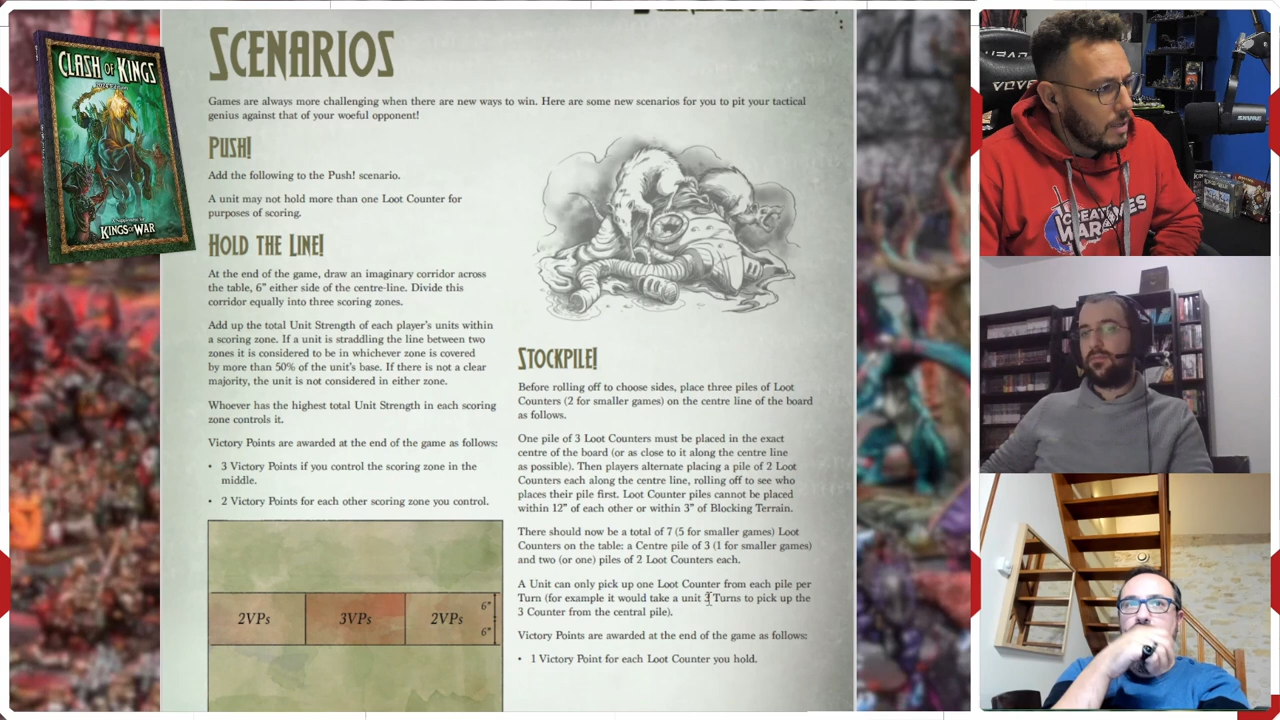 CLASH OF KINGS
KINGS OF WAR
SCENARIOS
Games are always more challenging when there are new ways to win. Here are some new scenarios for you to pit your tactical
genius against that of your woeful opponent!
PUSH!
Add the following to the Push! scenario.
A unit may not hold more than one Loot Counter for
purposes of scoring.
HOLD THE LINE!
At the end of the game, draw an imaginary corridor across
the table, 6" either side of the centre-line. Divide this
corridor equally into three scoring zones.
Add up the total Unit Strength of each player's units within
a scoring zone. If a unit is straddling the line between two
zones it is considered to be in whichever zone is covered
by more than 50% of the unit's base. If there is not a clear
majority, the unit is not considered in either zone.
Whoever has the highest total Unit Strength in each scoring
zone controls it.
Victory Points are awarded at the end of the game as follows:
• 3 Victory Points if you control the scoring zone in the
middle.
• 2 Victory Points for each other scoring zone you control.
2VPs 3VPs 2VPs 6"
6"
STOCKPILE!
Before rolling off to choose sides, place three piles of Loot
Counters (2 for smaller games) on the centre line of the board
as follows.
One pile of 3 Loot Counters must be placed in the exact
centre of the board (or as close to it along the centre line
as possible). Then players alternate placing a pile of 2 Loot
Counters each along the centre line, rolling off to see who
places their pile first. Loot Counter piles cannot be placed
within 12" of each other or within 3" of Blocking Terrain.
There should now be a total of 7 (5 for smaller games) Loot
Counters on the table: a Centre pile of 3 (1 for smaller games)
and two (or one) piles of 2 Loot Counters each.
A Unit can only pick up one Loot Counter from each pile per
Turn (for example it would take a unit 3 Turns to pick up the
3 Counter from the central pile).
Victory Points are awarded at the end of the game as follows:
• 1 Victory Point for each Loot Counter you hold.
SHURE